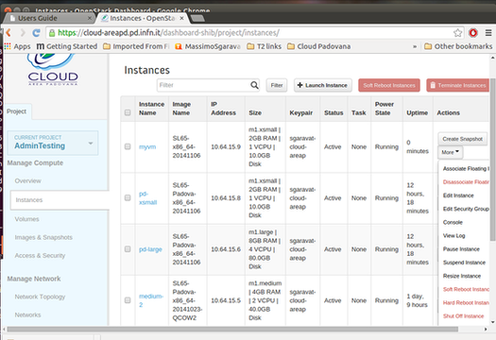 Instances - OpenStack Dashboard - Google Chrome
Users Guide
Instances - OpenSta
https://cloud-areapd.pd.infn.it/dashboard-shib/project/instances/
Apps
Getting Started
Imported From Fi
MassimoSgarava
T2 links
Cloud Padovana
»
Other bookmarks
CLOUD
AREA PADOVANA
Project
CURRENT PROJECT
AdminTesting
Manage Compute
Overview
Instances
Volumes
Images & Snapshots
Access & Security
Manage Network
Network Topology
Networks
Instances
Filter
Filter
+ Launch Instance
Soft Reboot Instances
Terminate Instances
Instance Name
Image Name
IP Address
Size
Keypair
Status
Task
Power State
Uptime
Actions
myvm
SL65-
x86_64-
20141106
10.64.15.9
m1.xsmall |
2GB RAM |
1 VCPU |
10.0GB
Disk
sgaravat-
cloud-
areap
Active
None
Running
0
minutes
Create Snapshot
More
pd-
xsmall
SL65-
Padova-
x86_64-
20141106
10.64.15.8
m1.xsmall |
2GB RAM |
1 VCPU |
10.0GB
Disk
sgaravat-
cloud-
areap
Active
None
Running
12
hours,
18
minutes
pd-large
SL65-
Padova-
x86_64-
20141106
10.64.15.6
m1.large |
8GB RAM |
4 VCPU |
80.0GB
Disk
sgaravat-
cloud-
areap
Active
None
Running
12
hours,
18
minutes
medium-
2
SL65-
Padova-
x86_64-
20141023-
QCOW2
10.64.15.5
m1.medium
| 4GB RAM
| 2 VCPU |
40.0GB
Disk
sgaravat-
cloud-
areap
Active
None
Running
1 day,
9 hours
Associate Floating I
Disassociate Floatin
Edit Instance
Edit Security Group
Console
View Log
Pause Instance
Suspend Instance
Resize Instance
Soft Reboot Instanc
Hard Reboot Instan
Shut Off Instance